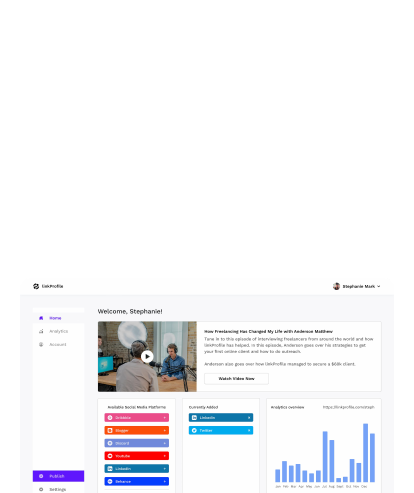 linkProfile
Stephanie Mark
Home
Analytics
Account
Publish
Settings
Welcome, Stephanie!
How Freelancing Has Changed My Life with Anderson Matthew
Tune in to this episode of interviewing freelancers from around the world and how
linkProfile has helped. In this episode, Anderson goes over his strategies to get
your first online client and how to do outreach.
Anderson also goes over how linkProfile managed to secure a $68k client.
Watch Video Now
Available Social Media Platforms
Dribbble +
Blogger +
Discord +
Youtube +
LinkedIn +
Behance +
Currently Added
LinkedIn
Twitter
Analytics overview
https://linkprofile.com/steph
Jan Feb Mar Apr May Jun Jul Aug Sept Oct Nov Dec